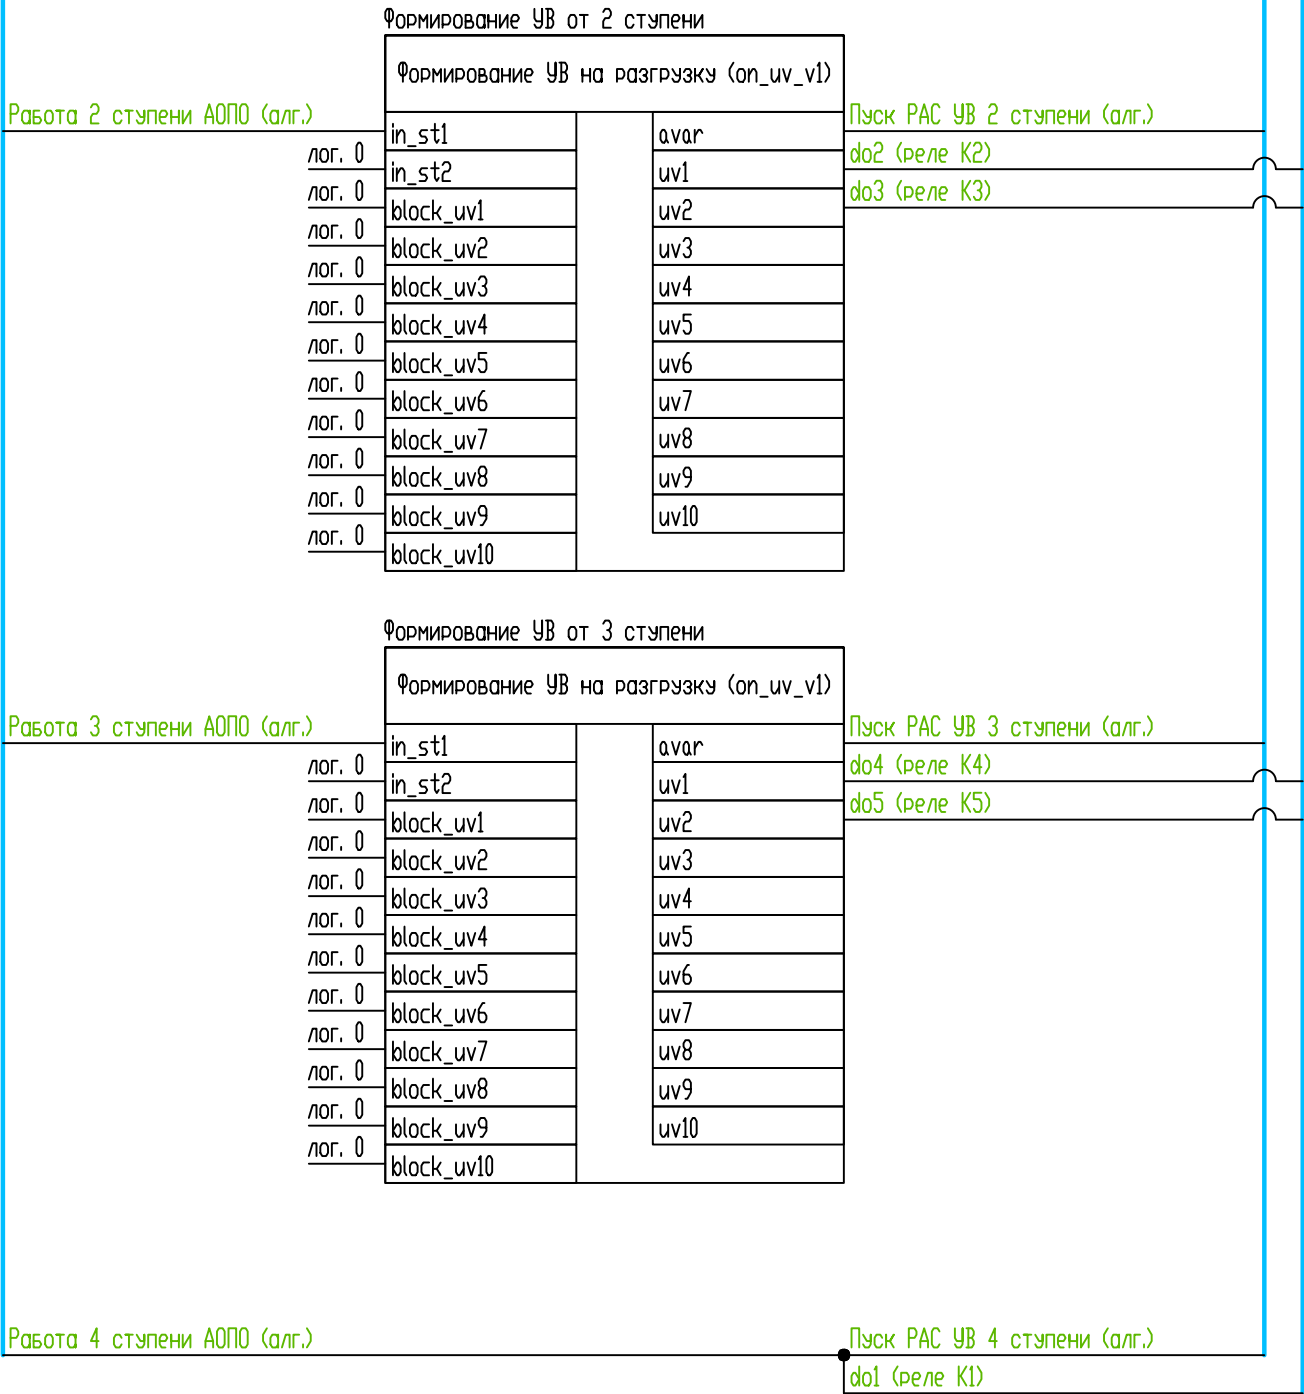 Формирование УВ от 2 ступени
Формирование УВ на разгрузку (on_uv_v1)
Работа 2 ступени АОПО (алг.)
in_st1
avar
Пуск РАС УВ 2 ступени (алг.)
лог. 0
in_st2
uv1
do2 (реле К2)
лог. 0
block_uv1
uv2
do3 (реле К3)
лог. 0
block_uv2
uv3
лог. 0
block_uv3
uv4
лог. 0
block_uv4
uv5
лог. 0
block_uv5
uv6
лог. 0
block_uv6
uv7
лог. 0
block_uv7
uv8
лог. 0
block_uv8
uv9
лог. 0
block_uv9
uv10
лог. 0
block_uv10
Формирование УВ от 3 ступени
Формирование УВ на разгрузку (on_uv_v1)
Работа 3 ступени АОПО (алг.)
in_st1
avar
Пуск РАС УВ 3 ступени (алг.)
лог. 0
in_st2
uv1
do4 (реле К4)
лог. 0
block_uv1
uv2
do5 (реле К5)
лог. 0
block_uv2
uv3
лог. 0
block_uv3
uv4
лог. 0
block_uv4
uv5
лог. 0
block_uv5
uv6
лог. 0
block_uv6
uv7
лог. 0
block_uv7
uv8
лог. 0
block_uv8
uv9
лог. 0
block_uv9
uv10
лог. 0
block_uv10
Работа 4 ступени АОПО (алг.)
Пуск РАС УВ 4 ступени (алг.)
do1 (реле К1)